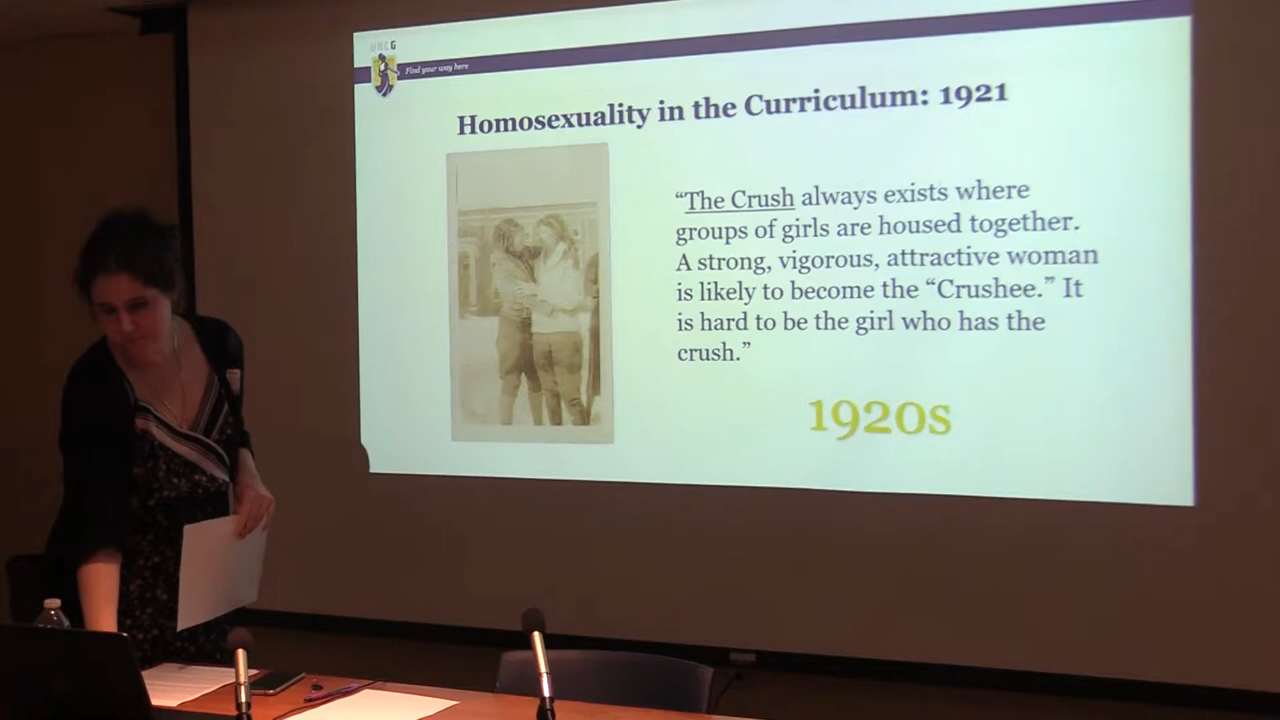 UNCG
Find your way here
Homosexuality in the Curriculum: 1921
“The Crush always exists where
groups of girls are housed together.
A strong, vigorous, attractive woman
is likely to become the “Crushee.” It
is hard to be the girl who has the
crush.”
1920s